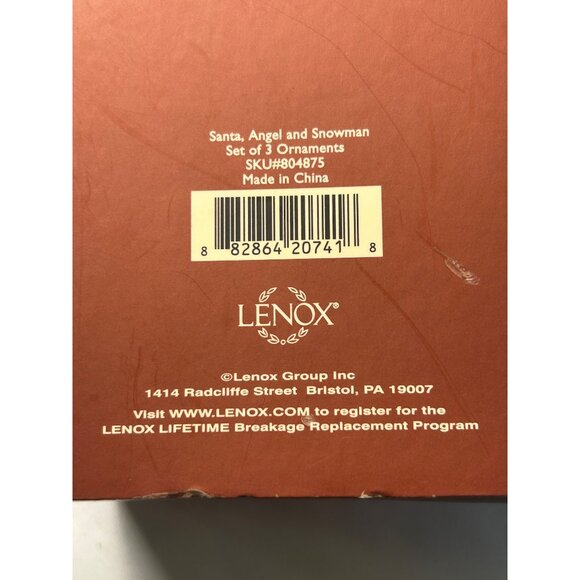 Santa, Angel and Snowman
Set of 3 Ornaments
SKU#804875
Made in China
8 82864 20741 8
LENOX®
©Lenox Group Inc
1414 Radcliffe Street Bristol, PA 19007
Visit WWW.LENOX.COM to register for the
LENOX LIFETIME Breakage Replacement Program